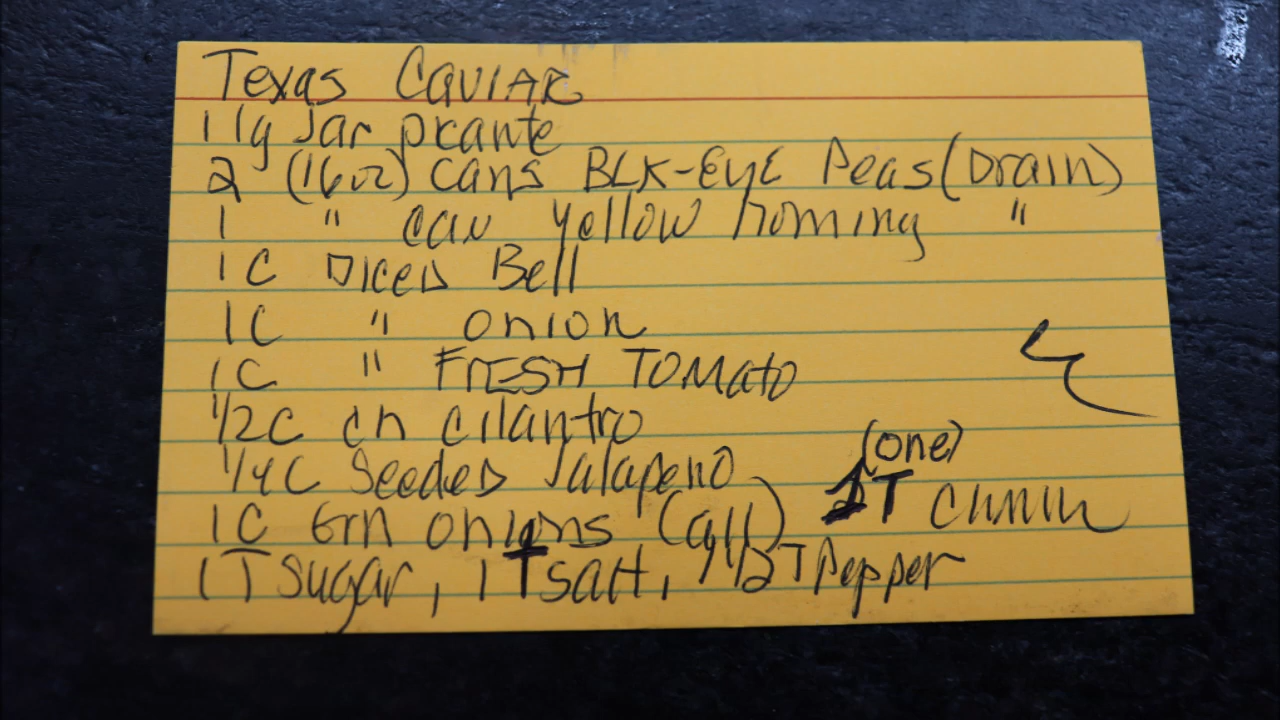 Texas Caviar
1 lg Jar picante
2 (16oz) cans BLK-EYE Peas (Drain)
1 " can yellow hominy "
1C Diced Bell
1C " onion
1C " FRESH TOMato
1/2C ch cilantro
1/4C Seeded Jalapeno
(one)
1C Grn onions (all) 1T cumin
1T sugar, 1T salt, 1/2 T Pepper